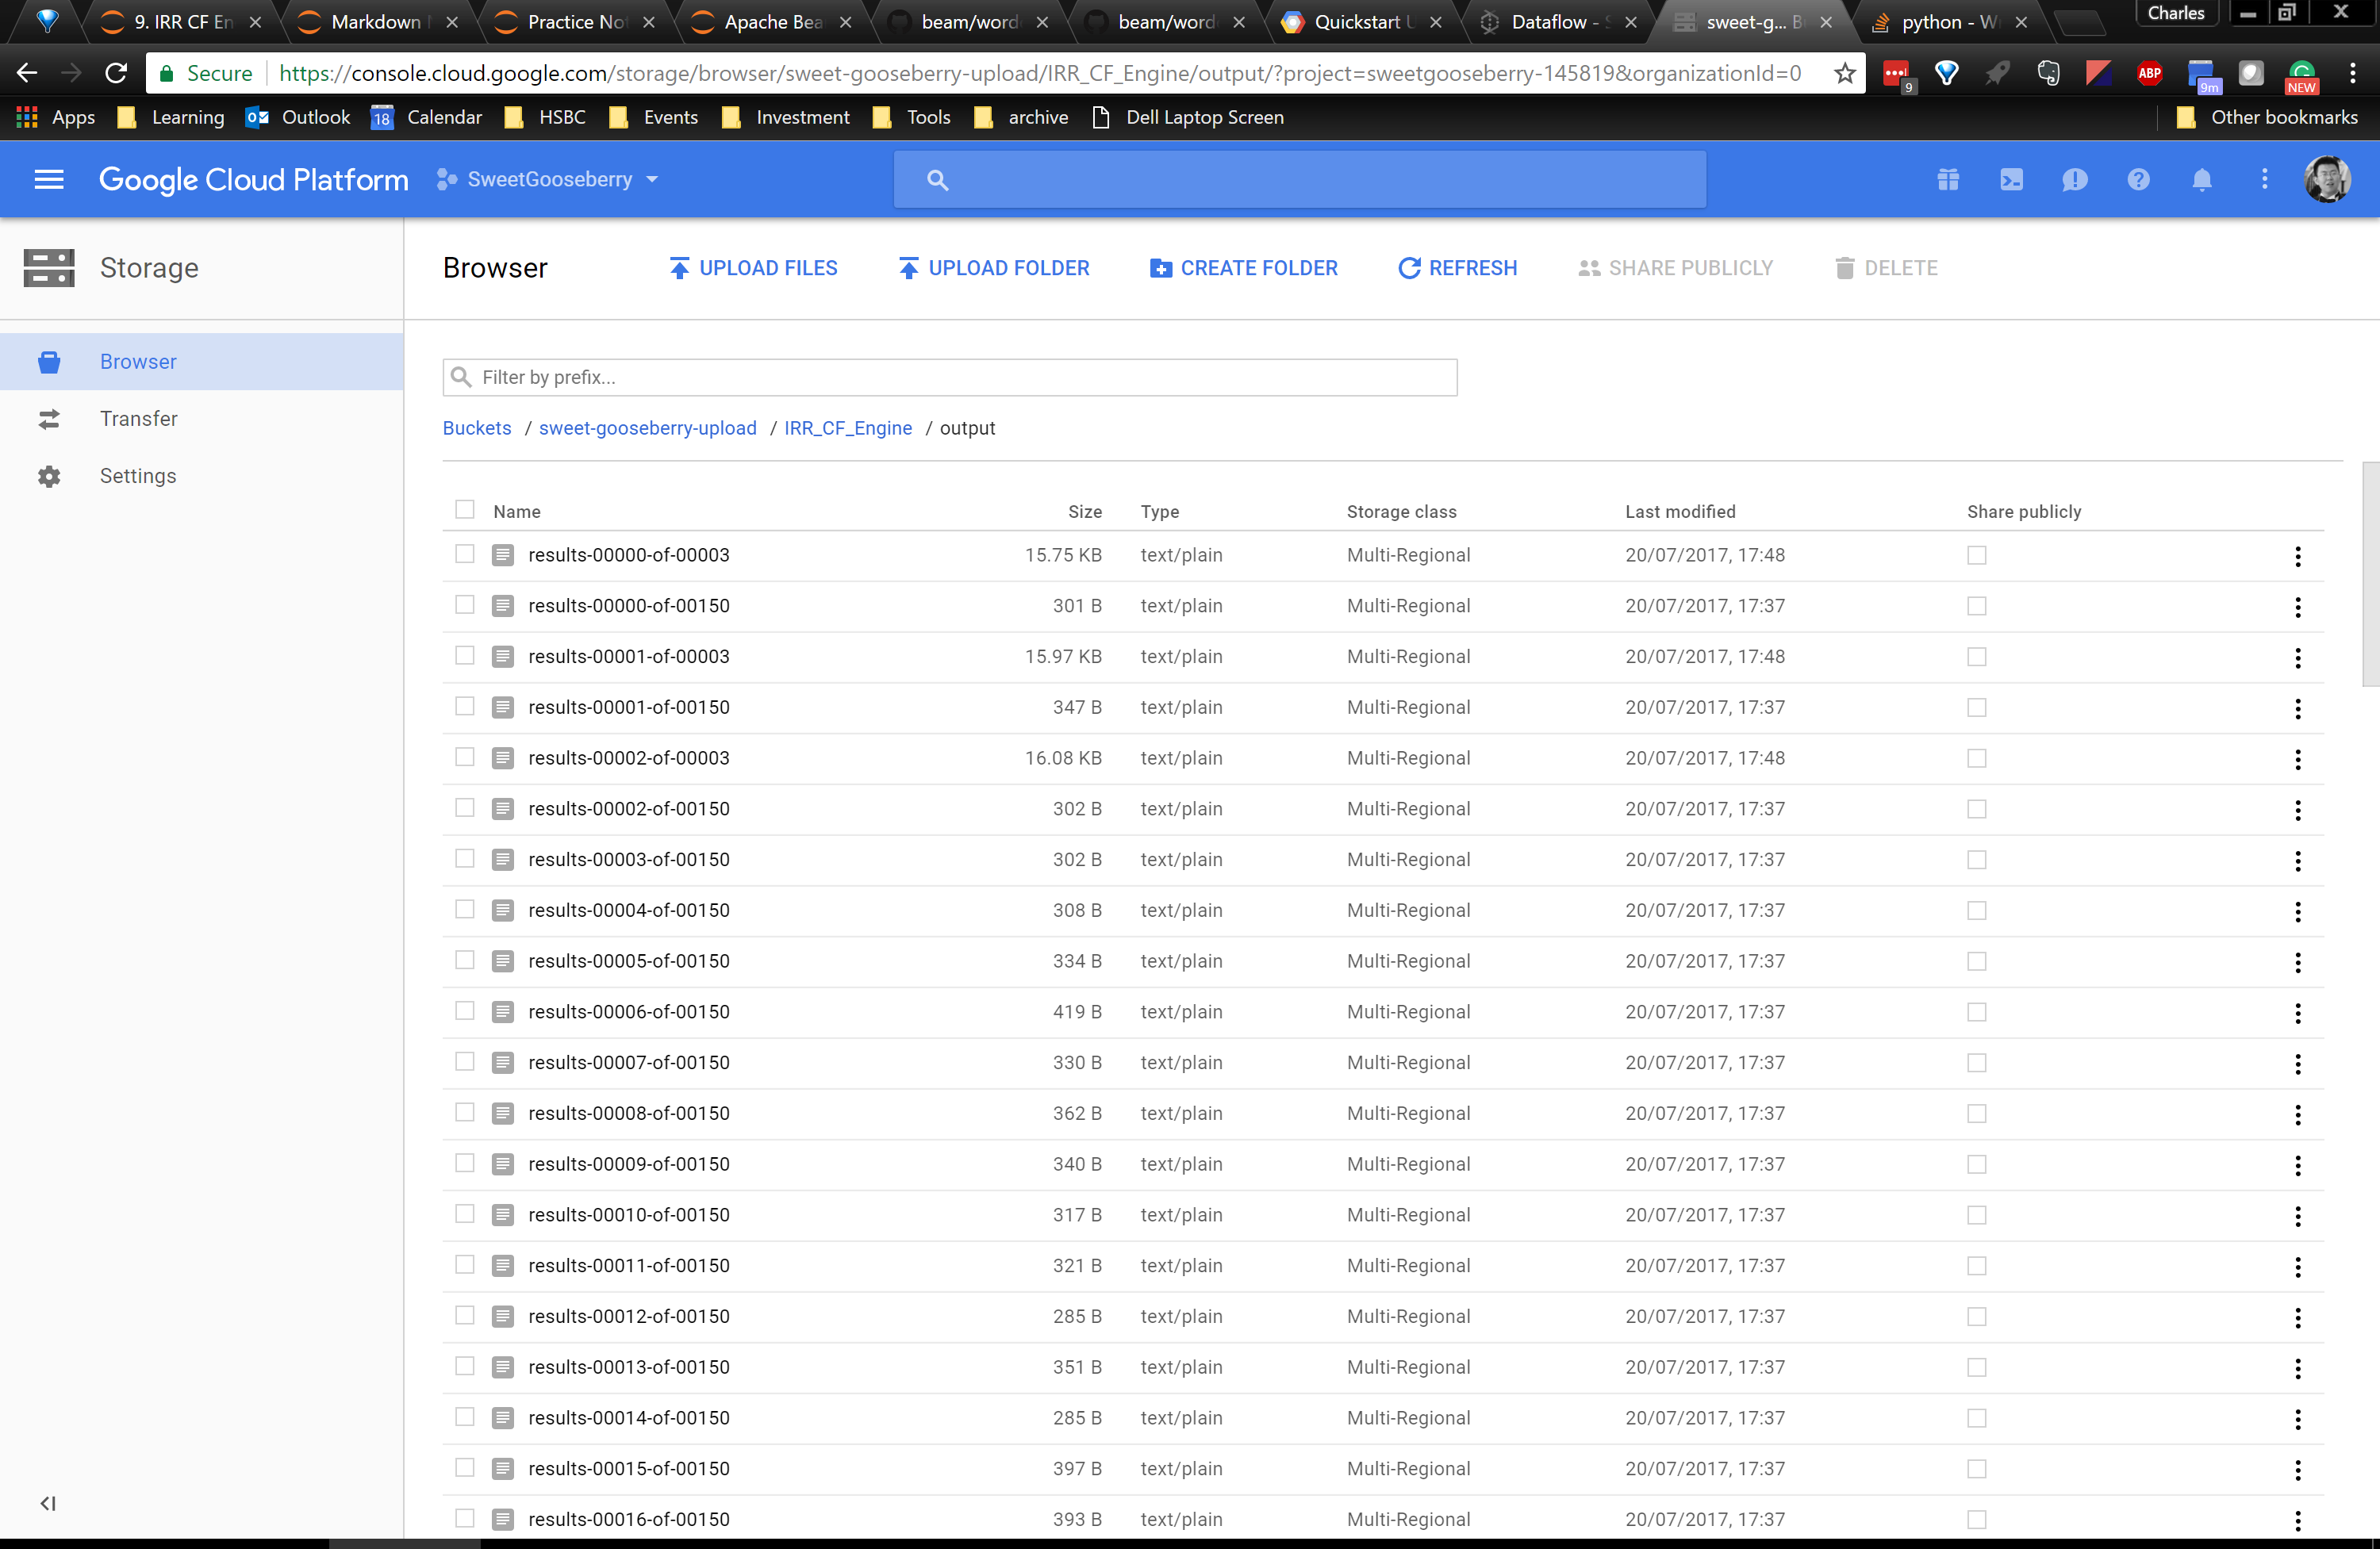 9. IRR CF En
Markdown
Practice No
Apache Bea
beam/word
beam/word
Quickstart U
Dataflow - S
sweet-g... B
python - W
Charles
Secure https://console.cloud.google.com/storage/browser/sweet-gooseberry-upload/IRR_CF_Engine/output/?project=sweetgooseberry-145819&organizationId=0
9
ABP
9m
NEW
Apps Learning Outlook 18 Calendar HSBC Events Investment Tools archive Dell Laptop Screen Other bookmarks
Google Cloud Platform SweetGooseberry
Storage
Browser UPLOAD FILES UPLOAD FOLDER CREATE FOLDER REFRESH SHARE PUBLICLY DELETE
Browser
Transfer
Settings
Filter by prefix...
Buckets / sweet-gooseberry-upload / IRR_CF_Engine / output
Name Size Type Storage class Last modified Share publicly
results-00000-of-00003 15.75 KB text/plain Multi-Regional 20/07/2017, 17:48
results-00000-of-00150 301 B text/plain Multi-Regional 20/07/2017, 17:37
results-00001-of-00003 15.97 KB text/plain Multi-Regional 20/07/2017, 17:48
results-00001-of-00150 347 B text/plain Multi-Regional 20/07/2017, 17:37
results-00002-of-00003 16.08 KB text/plain Multi-Regional 20/07/2017, 17:48
results-00002-of-00150 302 B text/plain Multi-Regional 20/07/2017, 17:37
results-00003-of-00150 302 B text/plain Multi-Regional 20/07/2017, 17:37
results-00004-of-00150 308 B text/plain Multi-Regional 20/07/2017, 17:37
results-00005-of-00150 334 B text/plain Multi-Regional 20/07/2017, 17:37
results-00006-of-00150 419 B text/plain Multi-Regional 20/07/2017, 17:37
results-00007-of-00150 330 B text/plain Multi-Regional 20/07/2017, 17:37
results-00008-of-00150 362 B text/plain Multi-Regional 20/07/2017, 17:37
results-00009-of-00150 340 B text/plain Multi-Regional 20/07/2017, 17:37
results-00010-of-00150 317 B text/plain Multi-Regional 20/07/2017, 17:37
results-00011-of-00150 321 B text/plain Multi-Regional 20/07/2017, 17:37
results-00012-of-00150 285 B text/plain Multi-Regional 20/07/2017, 17:37
results-00013-of-00150 351 B text/plain Multi-Regional 20/07/2017, 17:37
results-00014-of-00150 285 B text/plain Multi-Regional 20/07/2017, 17:37
results-00015-of-00150 397 B text/plain Multi-Regional 20/07/2017, 17:37
results-00016-of-00150 393 B text/plain Multi-Regional 20/07/2017, 17:37